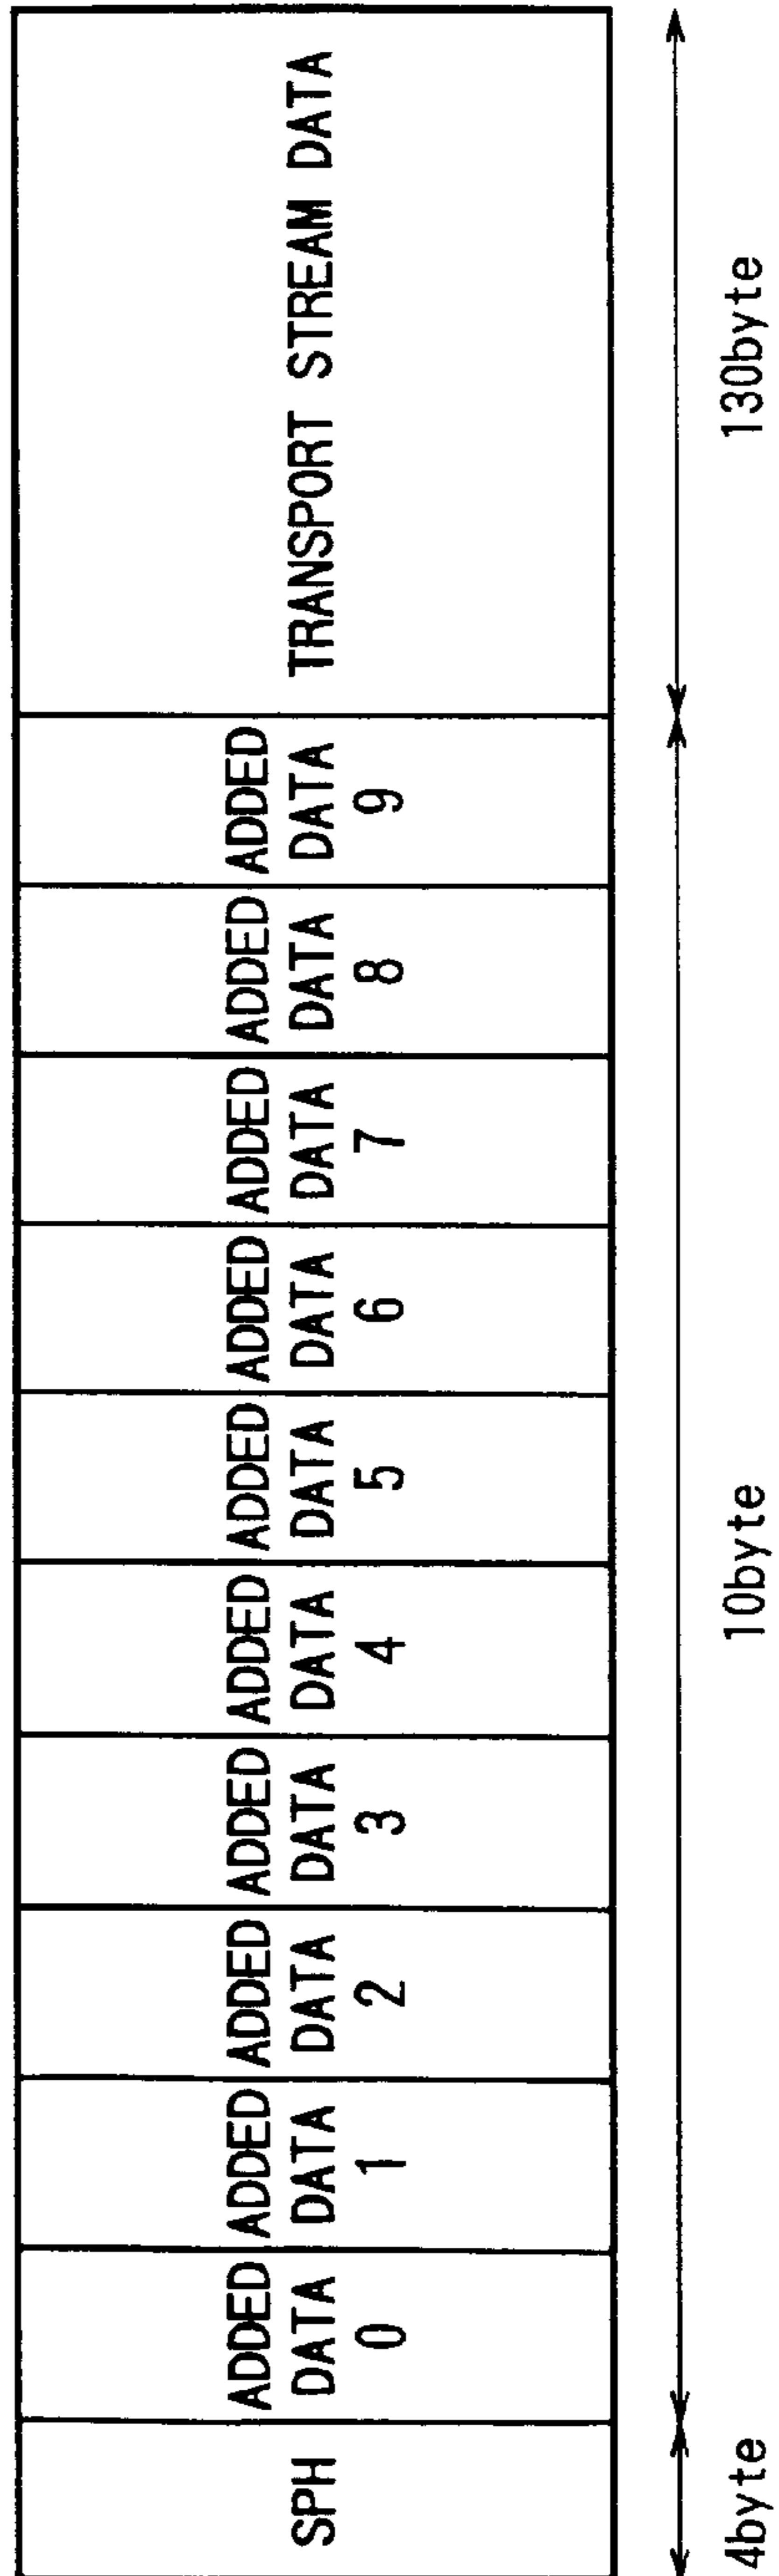 SPH
ADDED
DATA
0
ADDED
DATA
1
ADDED
DATA
2
ADDED
DATA
3
ADDED
DATA
4
ADDED
DATA
5
ADDED
DATA
6
ADDED
DATA
7
ADDED
DATA
8
ADDED
DATA
9
TRANSPORT STREAM DATA
4byte
10byte
130byte